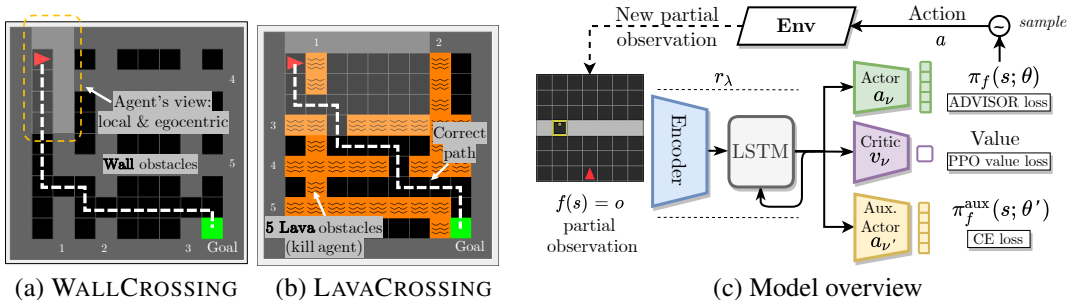 Agent's view:
local & egocentric
Wall obstacles
4
5
1
2
3
Goal
(a) WALLCROSSING
1
2
3
4
5
Correct
path
5 Lava obstacles
(kill agent)
Goal
(b) LAVACROSSING
New partial
observation
Env
Action
a
~
sample
f(s) = o
partial
observation
r_λ
Encoder
LSTM
Actor
a_ν
π_f(s; θ)
ADVISOR loss
Critic
v_ν
Value
PPO value loss
Aux.
Actor
a_ν'
π_f^aux(s; θ')
CE loss
(c) Model overview